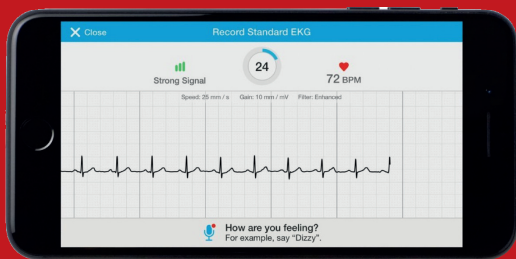 Close
Record Standard EKG
Strong Signal
24
72 BPM
Speed: 25 mm / s Gain: 10 mm / mV Filter: Enhanced
How are you feeling?
For example, say "Dizzy".